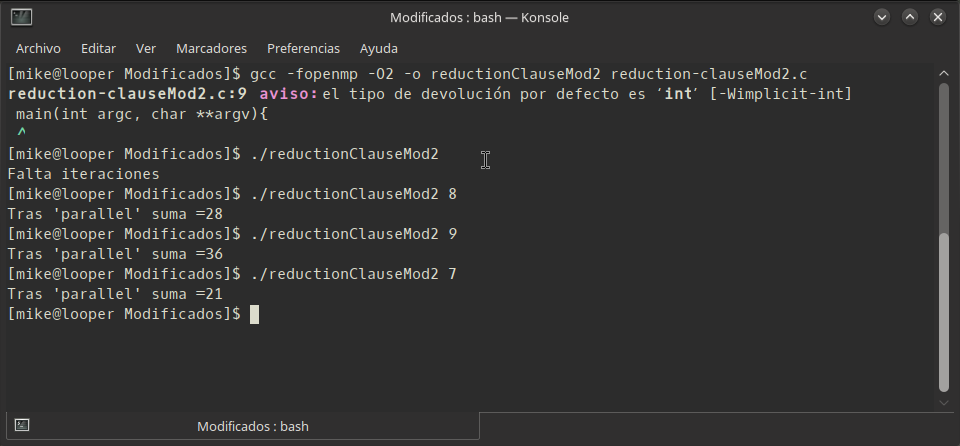 Modificados : bash — Konsole
Archivo Editar Ver Marcadores Preferencias Ayuda
[mike@looper Modificados]$ gcc -fopenmp -O2 -o reductionClauseMod2 reduction-clauseMod2.c
reduction-clauseMod2.c:9 aviso: el tipo de devolución por defecto es ‘int’ [-Wimplicit-int]
main(int argc, char **argv){
^
[mike@looper Modificados]$ ./reductionClauseMod2
Falta iteraciones
[mike@looper Modificados]$ ./reductionClauseMod2 8
Tras 'parallel' suma =28
[mike@looper Modificados]$ ./reductionClauseMod2 9
Tras 'parallel' suma =36
[mike@looper Modificados]$ ./reductionClauseMod2 7
Tras 'parallel' suma =21
[mike@looper Modificados]$
Modificados : bash